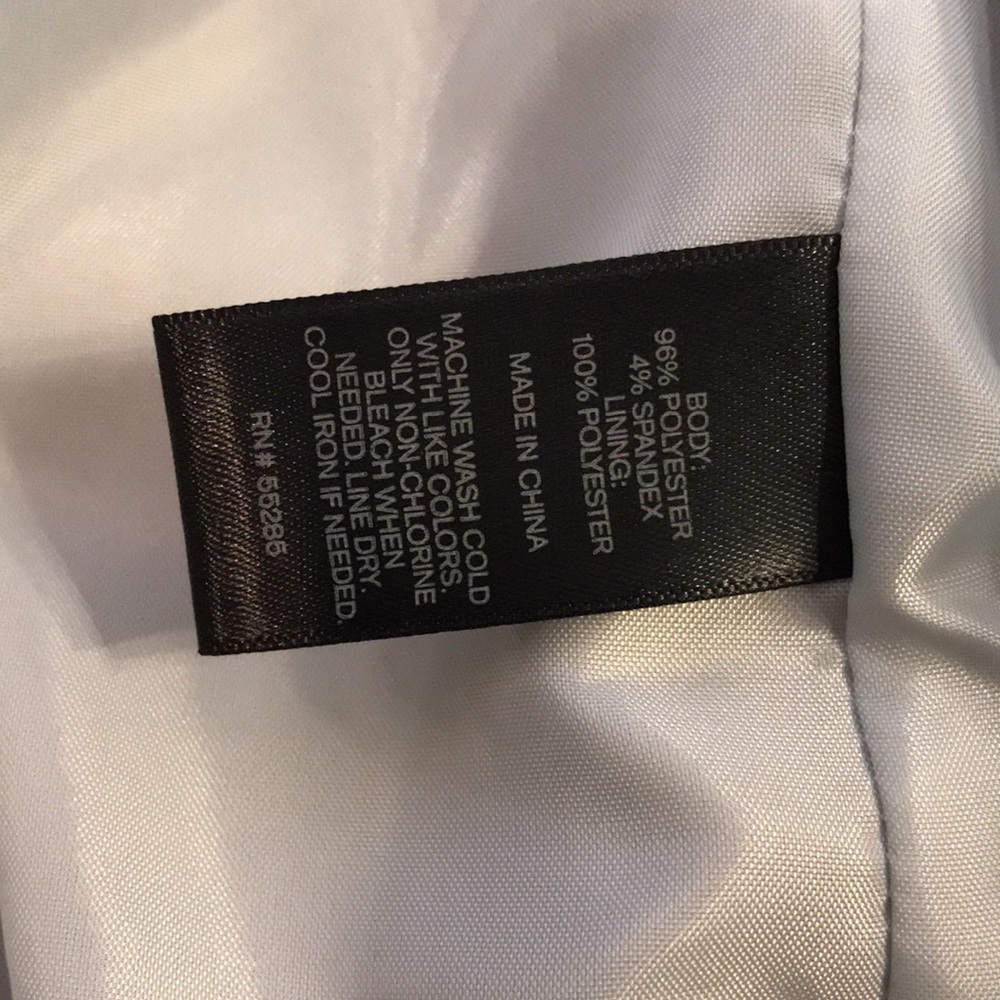 BODY:
96% POLYESTER
4% SPANDEX
LINING:
100% POLYESTER
MADE IN CHINA
MACHINE WASH COLD
WITH LIKE COLORS.
ONLY NON-CHLORINE
BLEACH WHEN
NEEDED. LINE DRY.
COOL IRON IF NEEDED.
RN# 55285